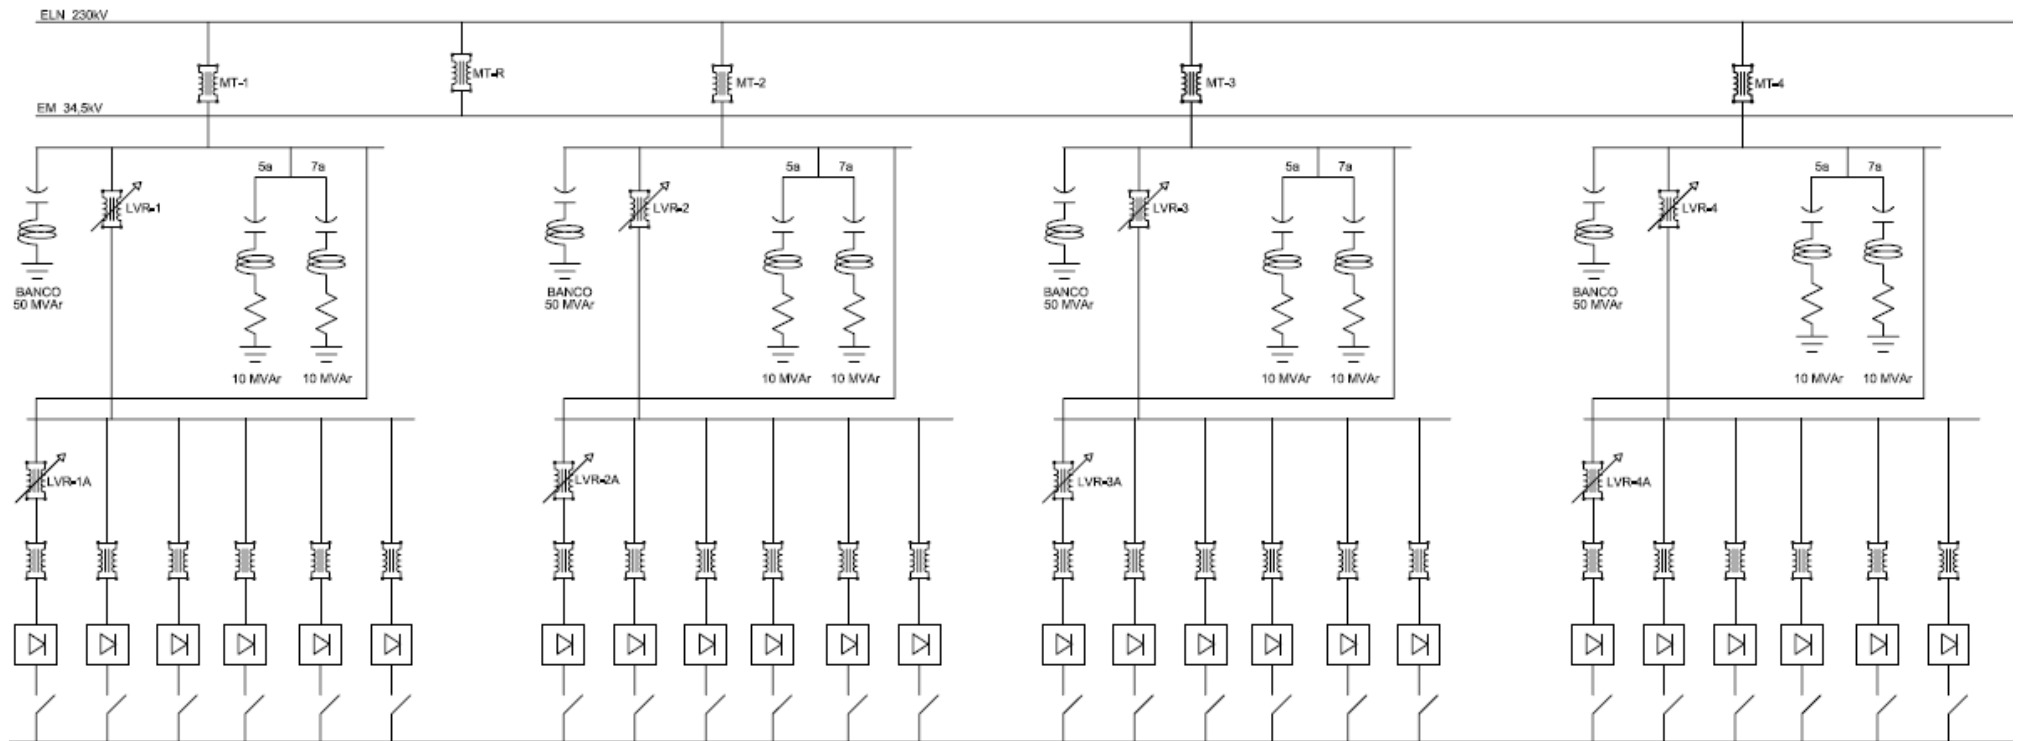 ELN 230kV
MT-1
MT-R
MT-2
MT-3
MT-4
EM 34,5kV
5a 7a
5a 7a
5a 7a
5a 7a
LVR-1
LVR-2
LVR-3
LVR-4
BANCO
50 MVAr
BANCO
50 MVAr
BANCO
50 MVAr
BANCO
50 MVAr
10 MVAr 10 MVAr
10 MVAr 10 MVAr
10 MVAr 10 MVAr
10 MVAr 10 MVAr
LVR-1A
LVR-2A
LVR-3A
LVR-4A